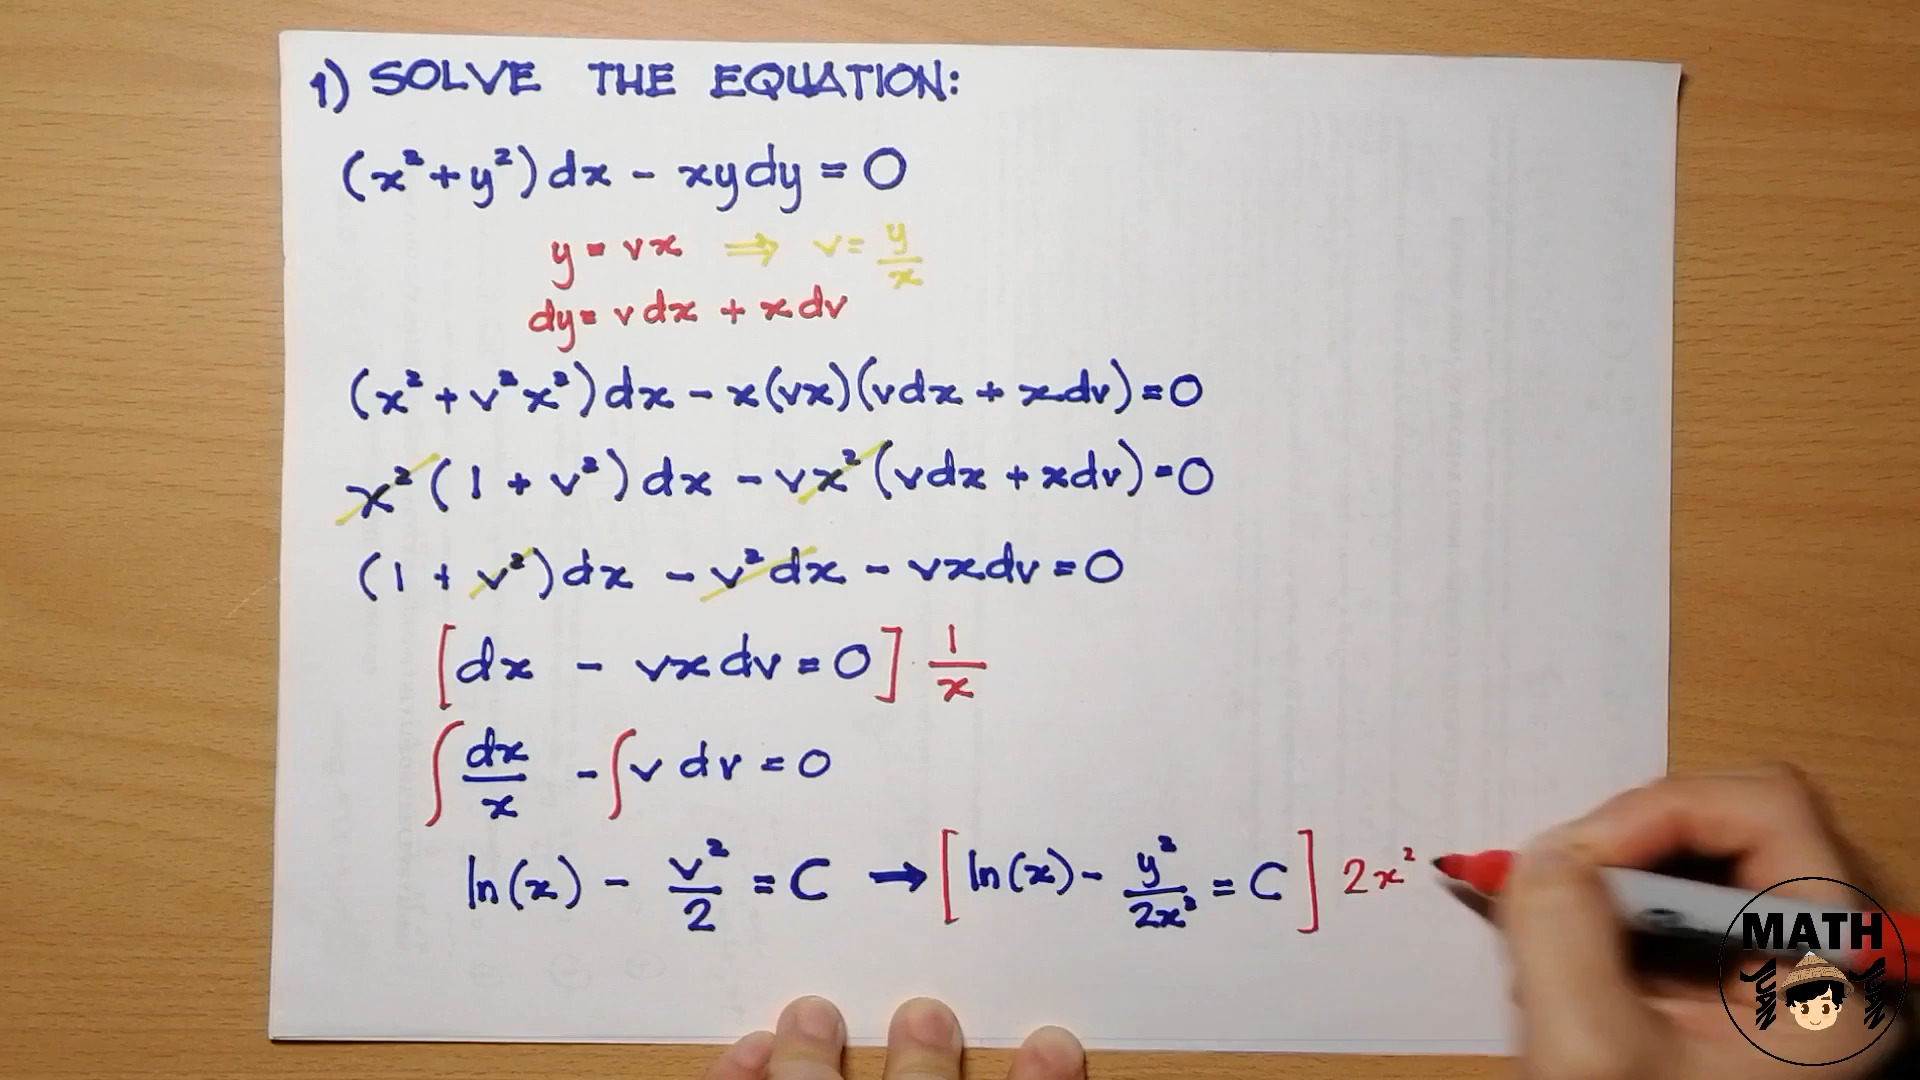 1) SOLVE THE EQUATION:
(x² + y²) dx - xy dy = 0
y = vx ⇒ v = y/x
dy = v dx + x dv
(x² + v²x²) dx - x(vx)(v dx + x dv) = 0
x²(1 + v²) dx - vx²(v dx + x dv) = 0
(1 + v²) dx - v² dx - vx dv = 0
[dx - vx dv = 0] 1/x
∫ dx/x - ∫ v dv = 0
ln(x) - v²/2 = C → [ln(x) - y²/2x² = C] 2x²
MATH
JUAN JUAN